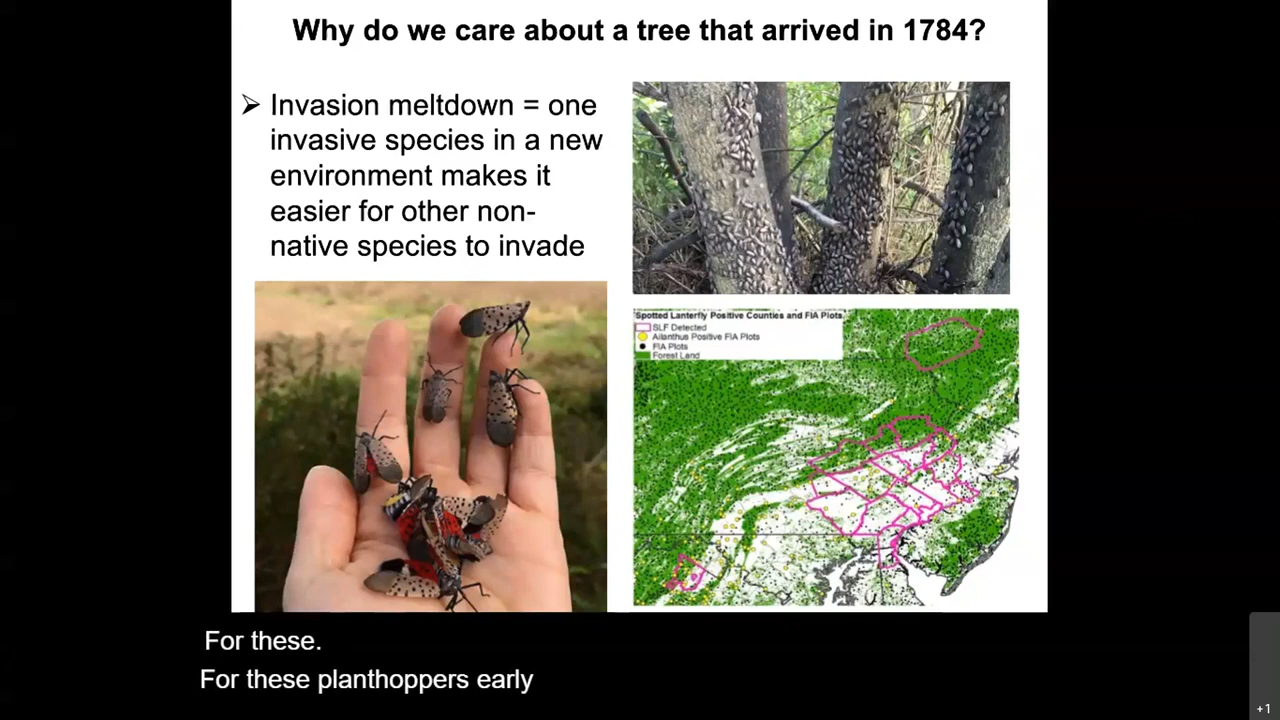 Why do we care about a tree that arrived in 1784?
➢ Invasion meltdown = one
invasive species in a new
environment makes it
easier for other non-
native species to invade
Spotted Lanterfly Positive Counties and FIA Plots
SLF Detected
Ailanthus Positive FIA Plots
FIA Plots
Forest Land
For these.
For these planthoppers early
+1